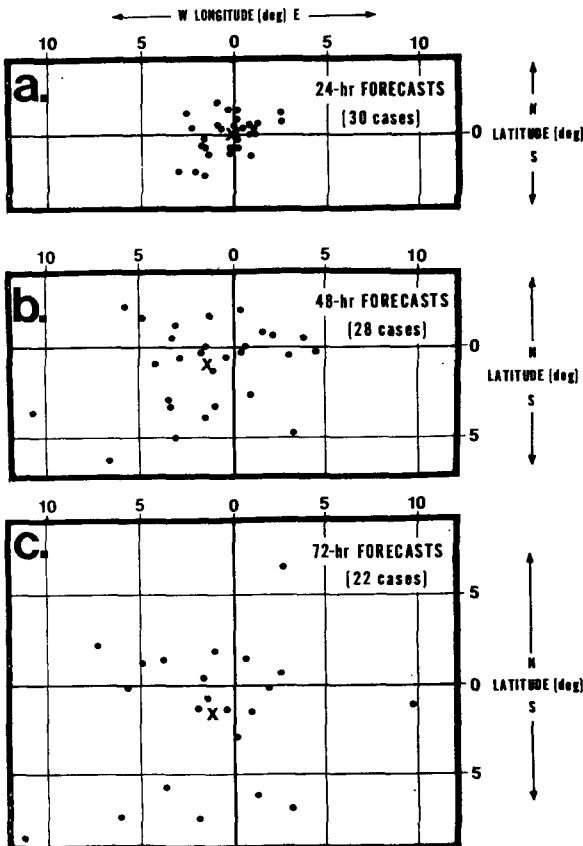 W LONGITUDE (deg) E
10 5 0 5 10
a.
24-hr FORECASTS
(30 cases)
0
N
LATITUDE (deg)
S
10 5 0 5 10
b.
48-hr FORECASTS
(28 cases)
0
5
N
LATITUDE (deg)
S
X
10 5 0 5 10
c.
72-hr FORECASTS
(22 cases)
5
0
5
N
LATITUDE (deg)
S
X